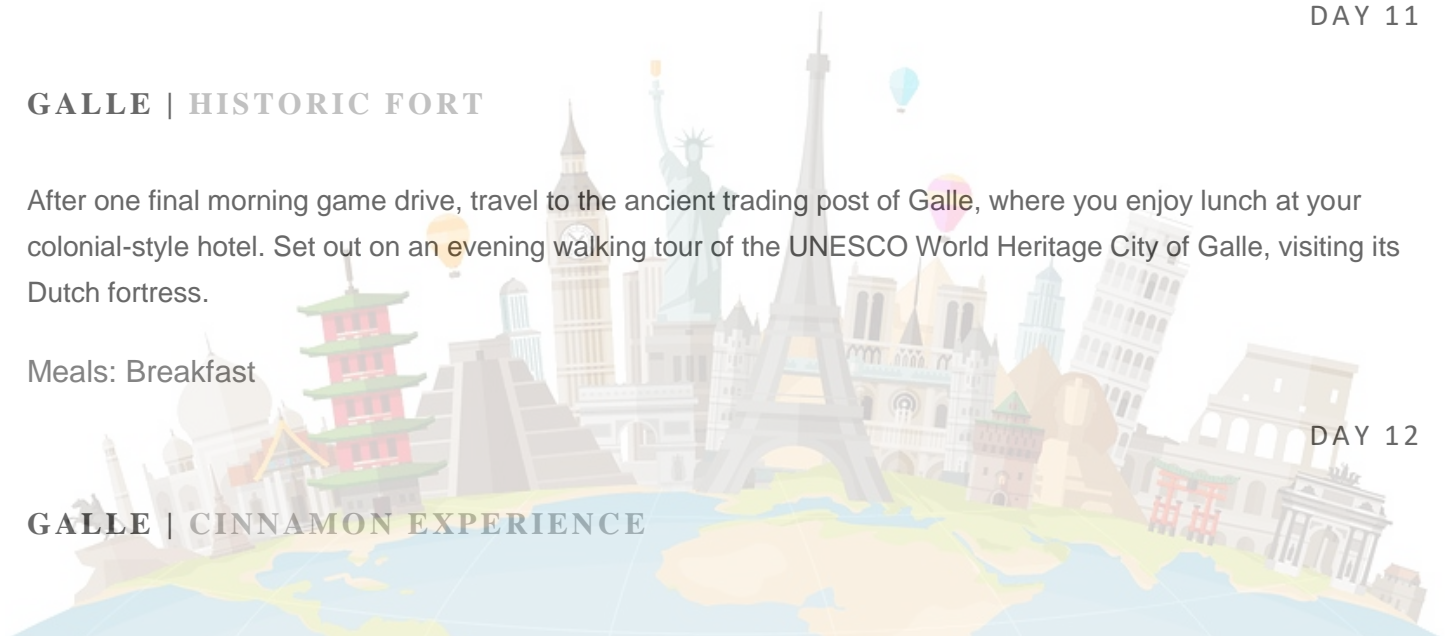 DAY 11
GALLE | HISTORIC FORT
After one final morning game drive, travel to the ancient trading post of Galle, where you enjoy lunch at your
colonial-style hotel. Set out on an evening walking tour of the UNESCO World Heritage City of Galle, visiting its
Dutch fortress.
Meals: Breakfast
DAY 12
GALLE | CINNAMON EXPERIENCE